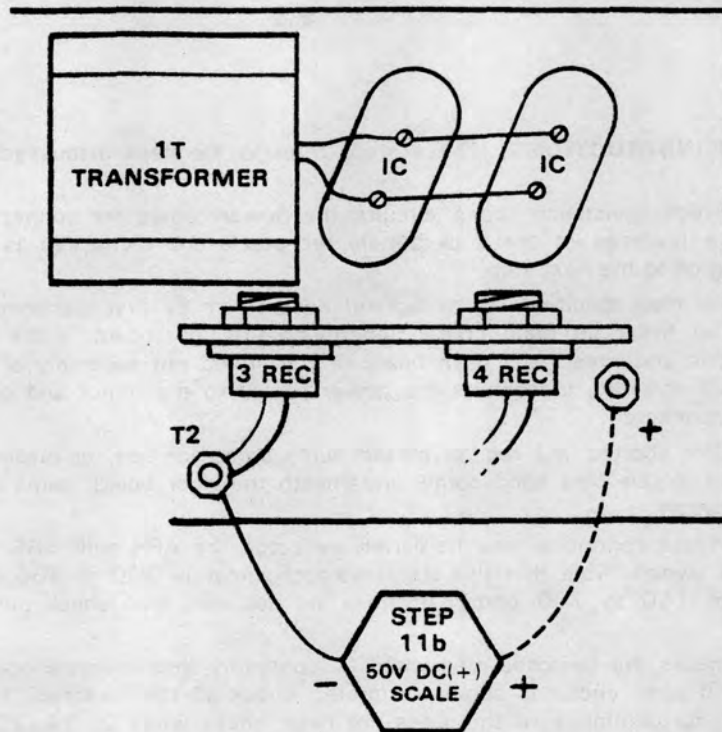 1T
TRANSFORMER
IC
IC
3 REC
4 REC
T2
+
STEP
11b
50V DC(+)
SCALE
−
+